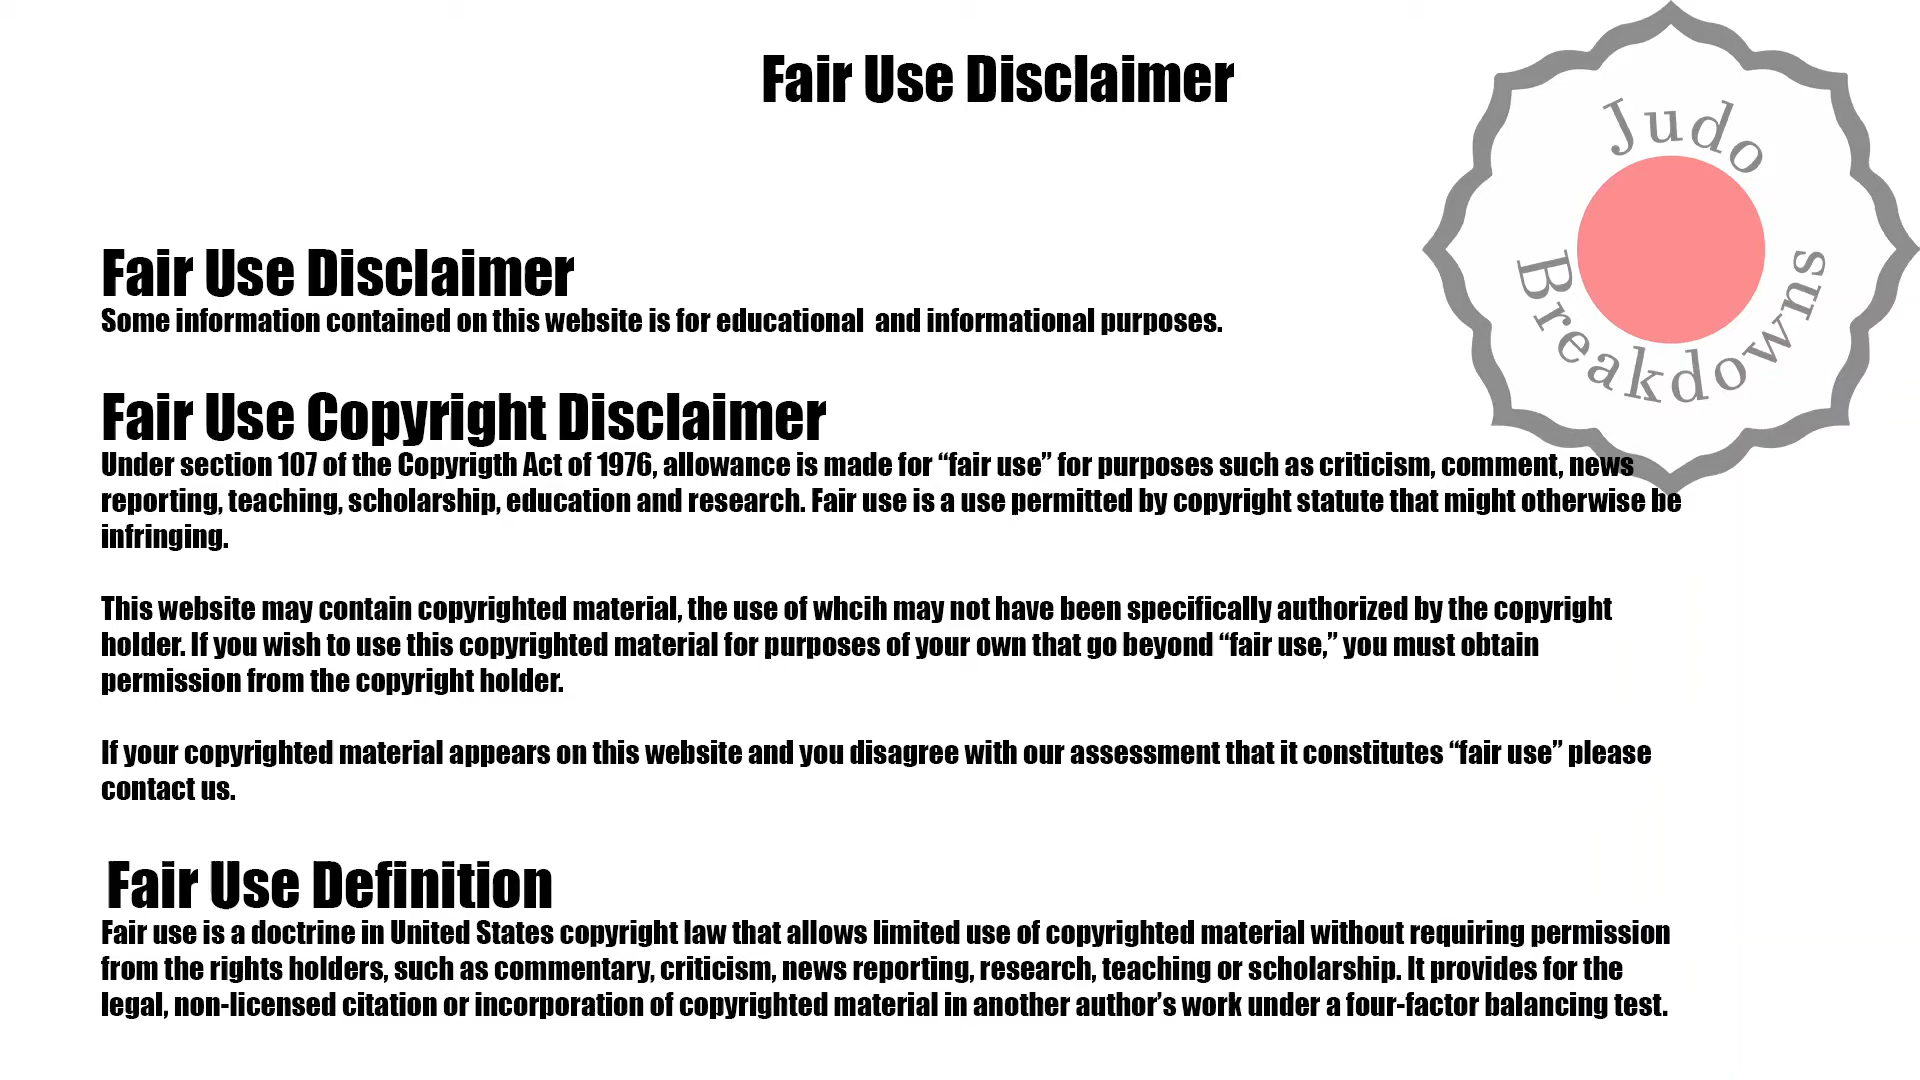 Fair Use Disclaimer
Judo
Breakdowns
Fair Use Disclaimer
Some information contained on this website is for educational  and informational purposes.
Fair Use Copyright Disclaimer
Under section 107 of the Copyrigth Act of 1976, allowance is made for “fair use” for purposes such as criticism, comment, news
reporting, teaching, scholarship, education and research. Fair use is a use permitted by copyright statute that might otherwise be
infringing.
This website may contain copyrighted material, the use of whcih may not have been specifically authorized by the copyright
holder. If you wish to use this copyrighted material for purposes of your own that go beyond “fair use,” you must obtain
permission from the copyright holder.
If your copyrighted material appears on this website and you disagree with our assessment that it constitutes “fair use” please
contact us.
Fair Use Definition
Fair use is a doctrine in United States copyright law that allows limited use of copyrighted material without requiring permission
from the rights holders, such as commentary, criticism, news reporting, research, teaching or scholarship. It provides for the
legal, non-licensed citation or incorporation of copyrighted material in another author’s work under a four-factor balancing test.